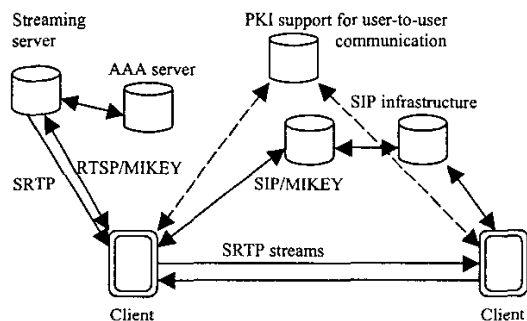 Streaming
server
PKI support for user-to-user
communication
AAA server
SIP infrastructure
RTSP/MIKEY
SRTP
SIP/MIKEY
SRTP streams
Client
Client